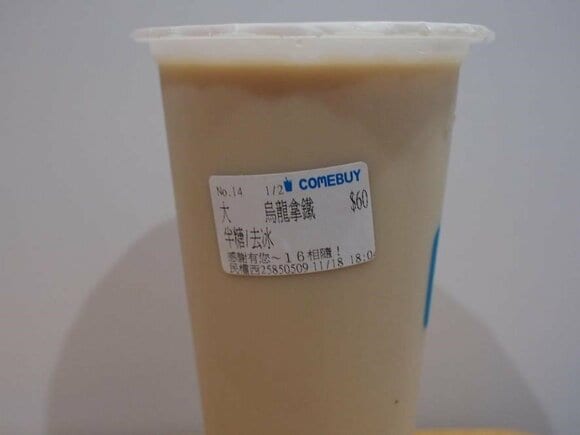 No.14 1/2 COMEBUY
大 烏龍拿鐵 $60
半糖/去冰
感謝有您~16相隨!
民權西25850509 11/18 18:0